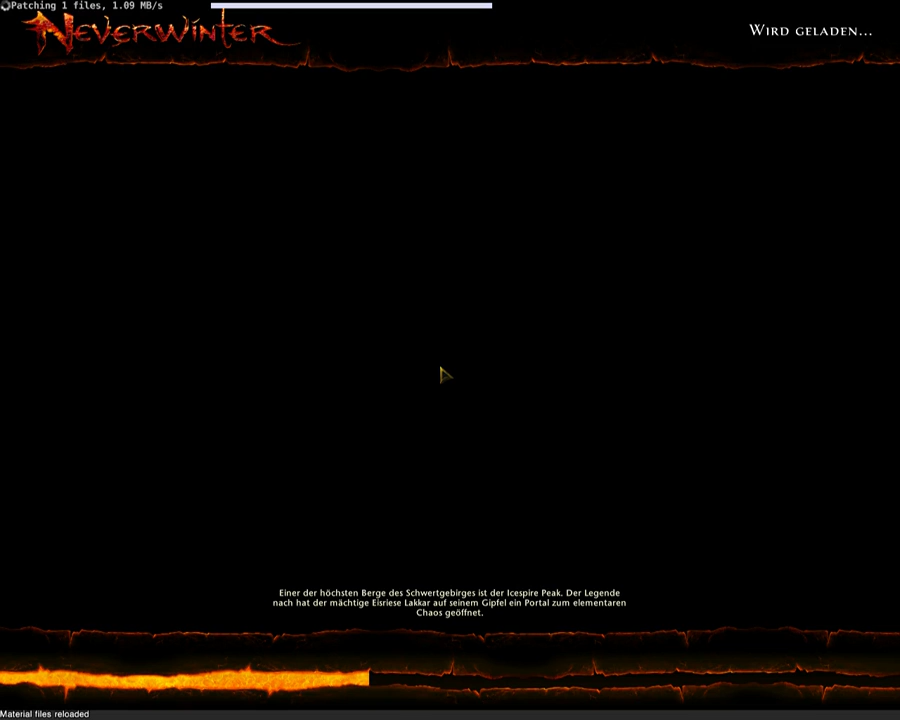 Patching 1 files, 1.09 MB/s
Neverwinter
Wird geladen...
Einer der höchsten Berge des Schwertgebirges ist der Icespire Peak. Der Legende
nach hat der mächtige Eisriese Lakkar auf seinem Gipfel ein Portal zum elementaren
Chaos geöffnet.
Material files reloaded